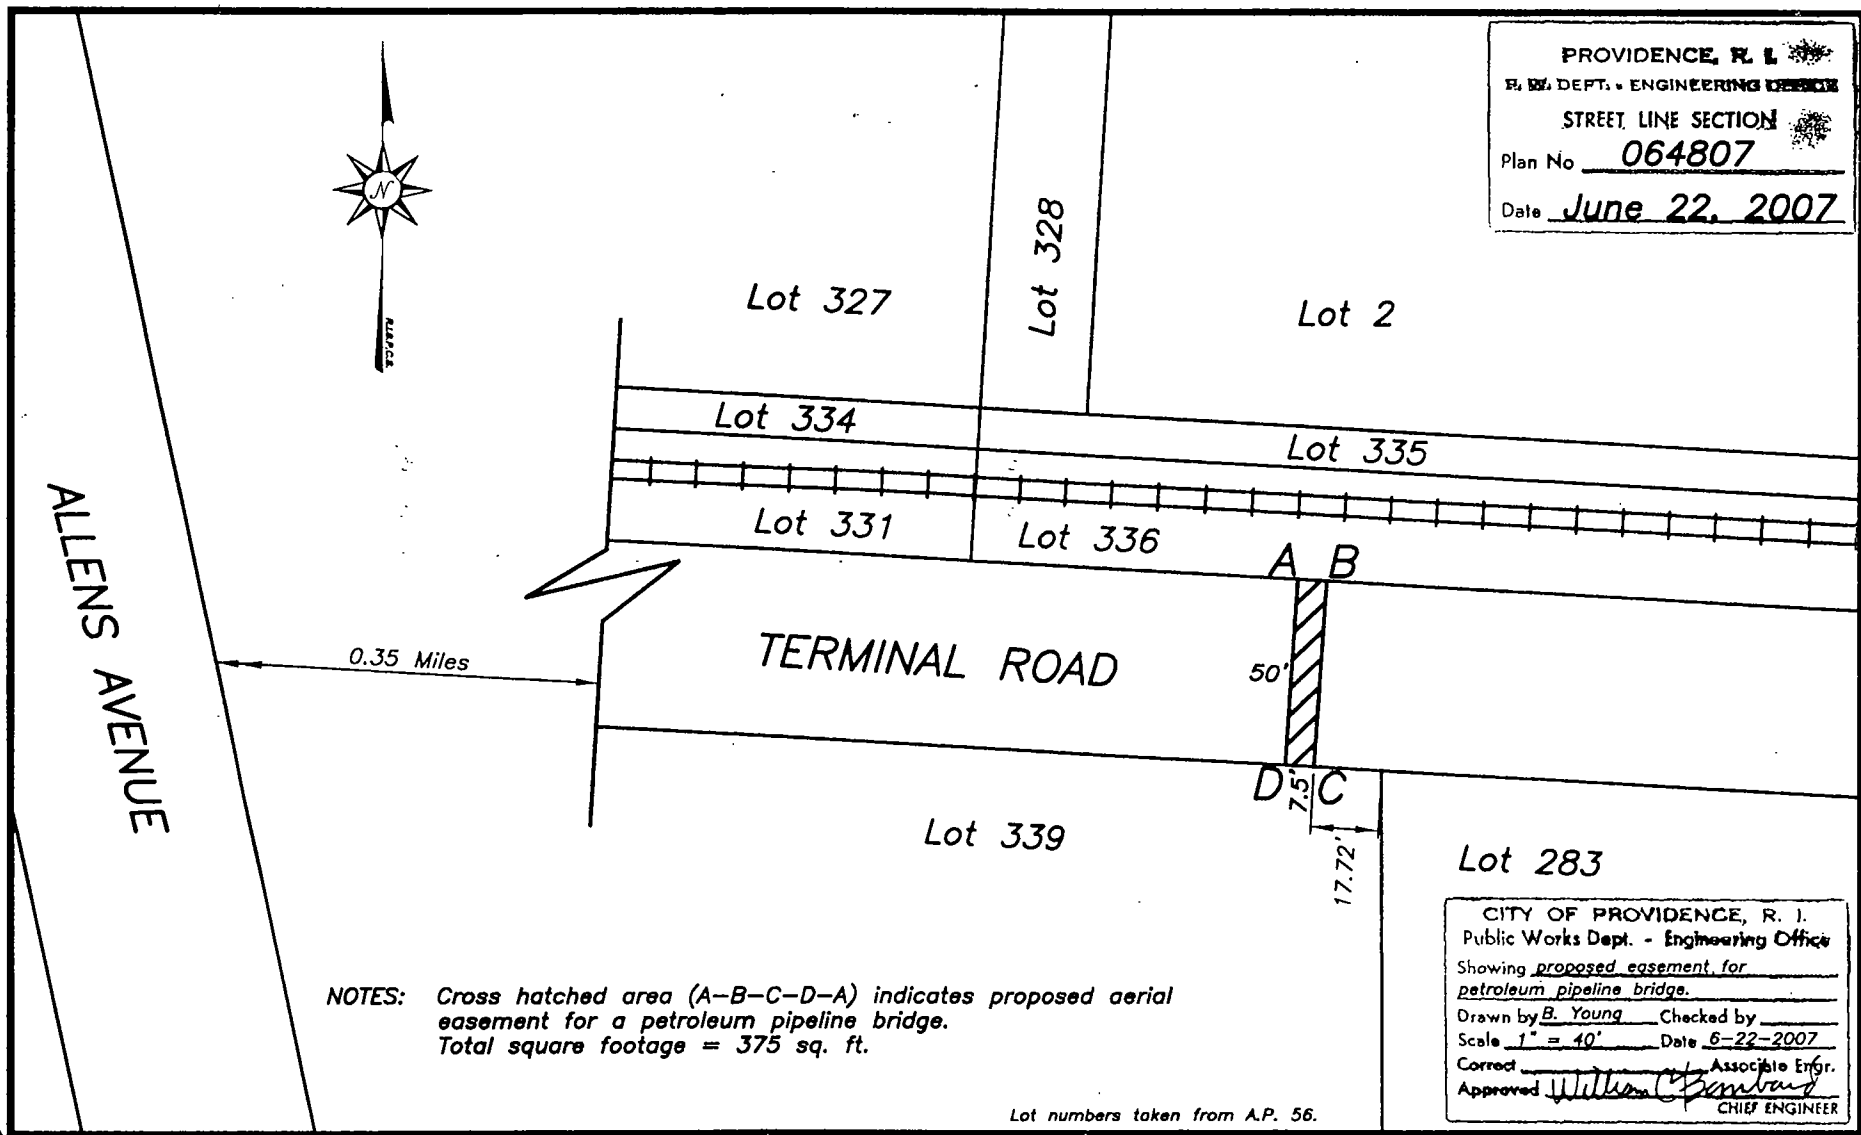 PROVIDENCE, R. I.
P. W. DEPT. - ENGINEERING OFFICE
STREET LINE SECTION
Plan No 064807
Date June 22, 2007
N
R.I.S.P.C.S.
Lot 327
Lot 328
Lot 2
Lot 334
Lot 335
Lot 331
Lot 336
A B
ALLENS AVENUE
0.35 Miles
TERMINAL ROAD
50'
D 7.5' C
17.72'
Lot 339
Lot 283
NOTES: Cross hatched area (A-B-C-D-A) indicates proposed aerial
easement for a petroleum pipeline bridge.
Total square footage = 375 sq. ft.
Lot numbers taken from A.P. 56.
CITY OF PROVIDENCE, R. I.
Public Works Dept. - Engineering Office
Showing proposed easement for
petroleum pipeline bridge.
Drawn by B. Young Checked by
Scale 1" = 40' Date 6-22-2007
Correct Associate Engr.
Approved William C. Bombard
CHIEF ENGINEER